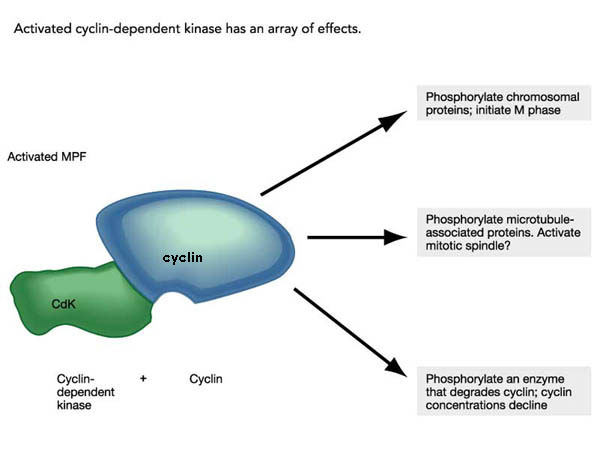 Activated cyclin-dependent kinase has an array of effects.
Phosphorylate chromosomal
proteins; initiate M phase
Activated MPF
Phosphorylate microtubule-
associated proteins. Activate
mitotic spindle?
cyclin
CdK
Cyclin-
dependent
kinase
+
Cyclin
Phosphorylate an enzyme
that degrades cyclin; cyclin
concentrations decline